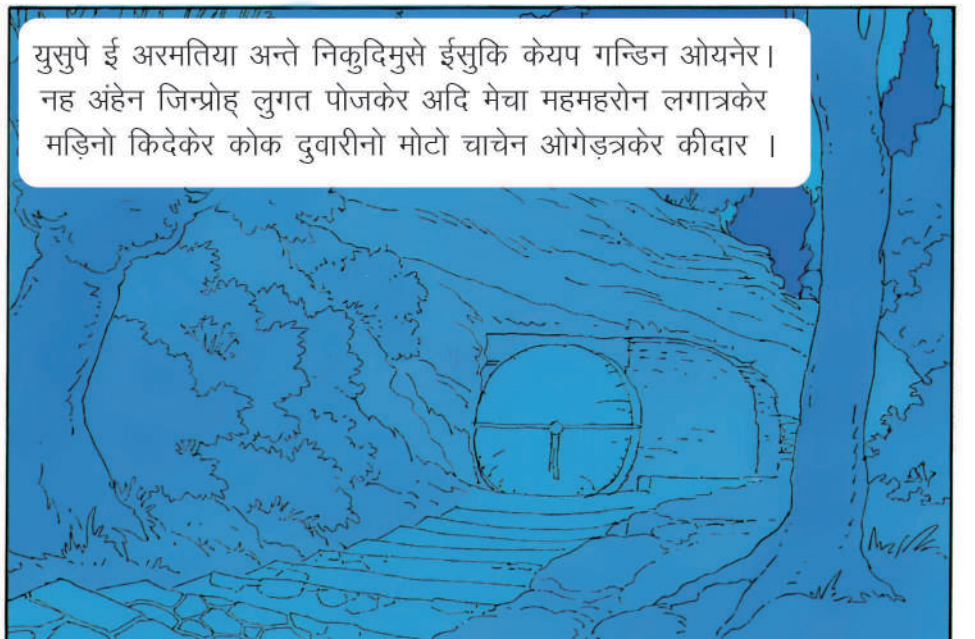 युसुपे ई अरमतिया अन्ते निकुदिमुसे ईसुकि केयप गन्डिन ओयनेर।
नह अंहेन जिन्प्रोह् लुगत पोजकेर अदि मेचा महमहरोन लगात्रकेर
मड़िनो किदेकेर कोक दुवारीनो मोटो चाचेन ओगेड़त्रकेर कीदार ।